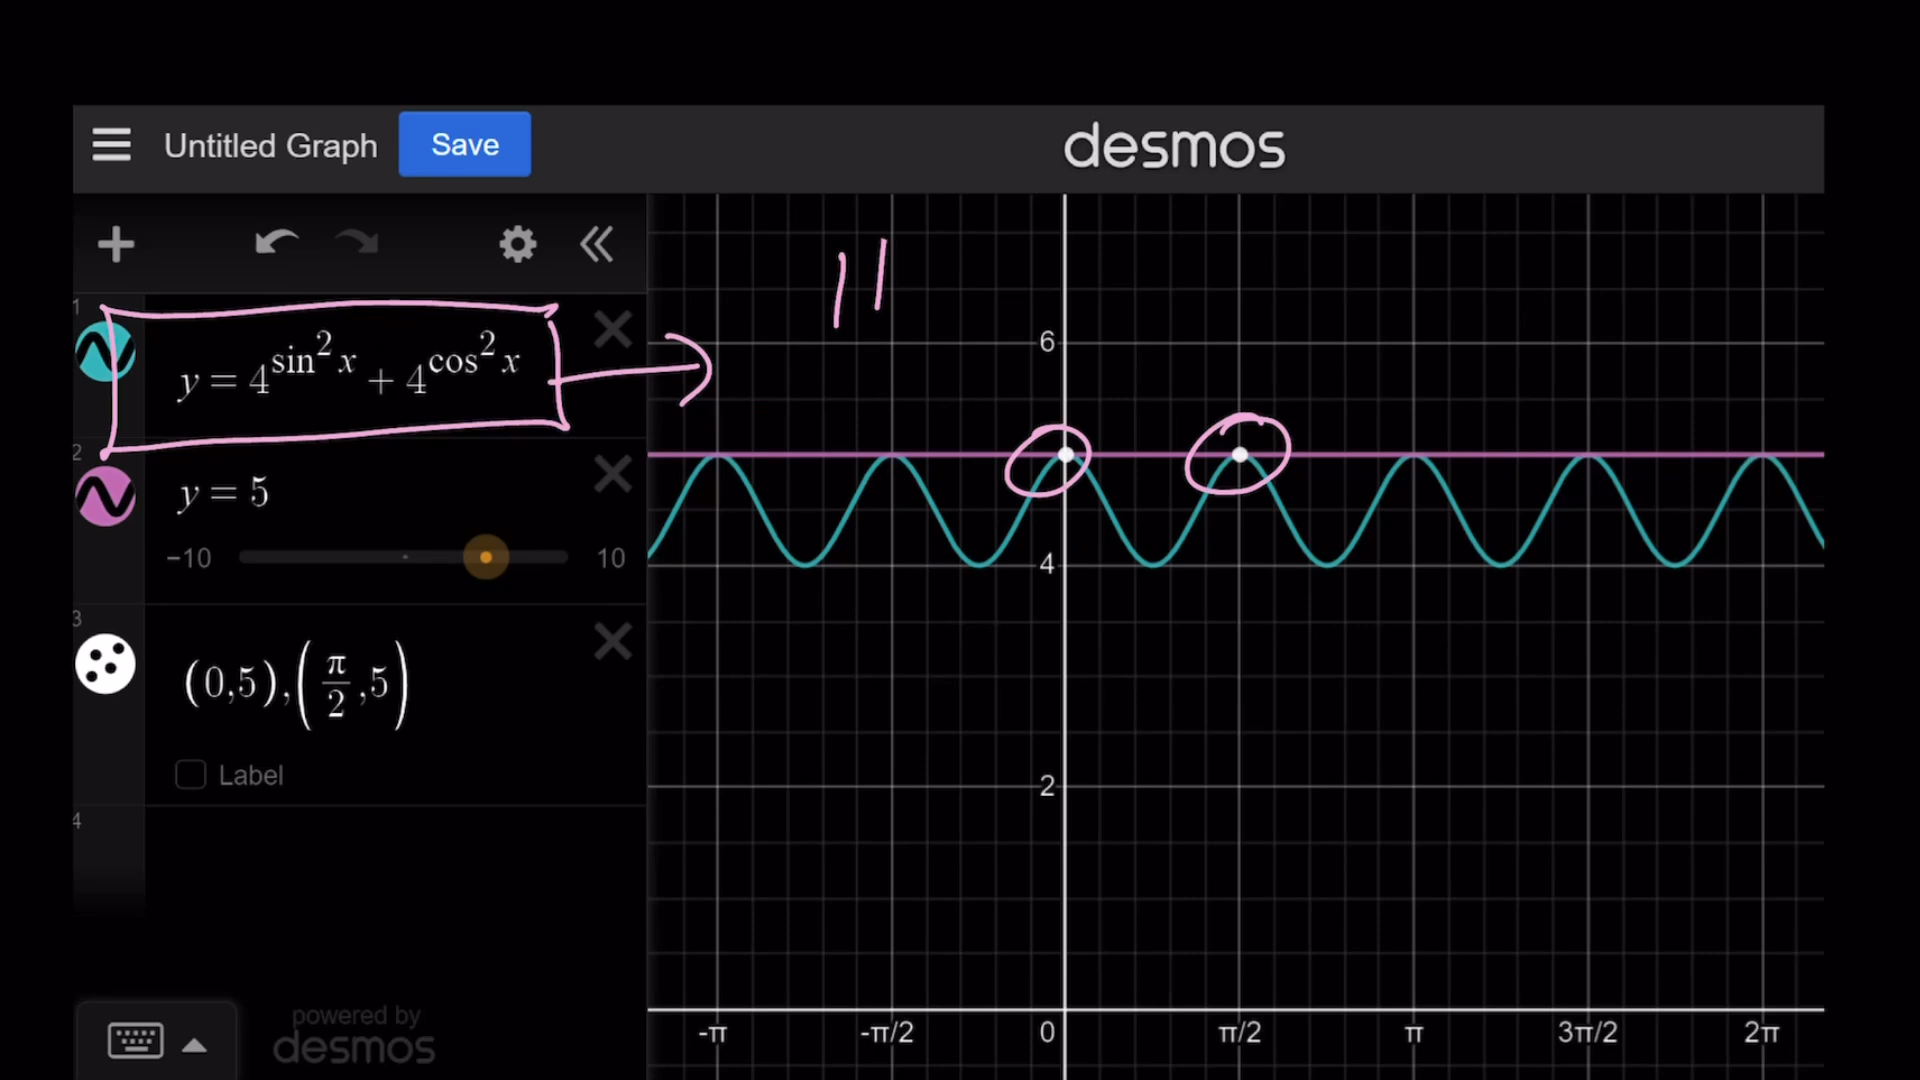 Untitled Graph Save desmos
1
y = 4^{sin^2 x} + 4^{cos^2 x}
2
y = 5
−10 10
3
(0,5),(π/2,5)
Label
4
powered by
desmos
11
6
4
2
-π -π/2 0 π/2 π 3π/2 2π